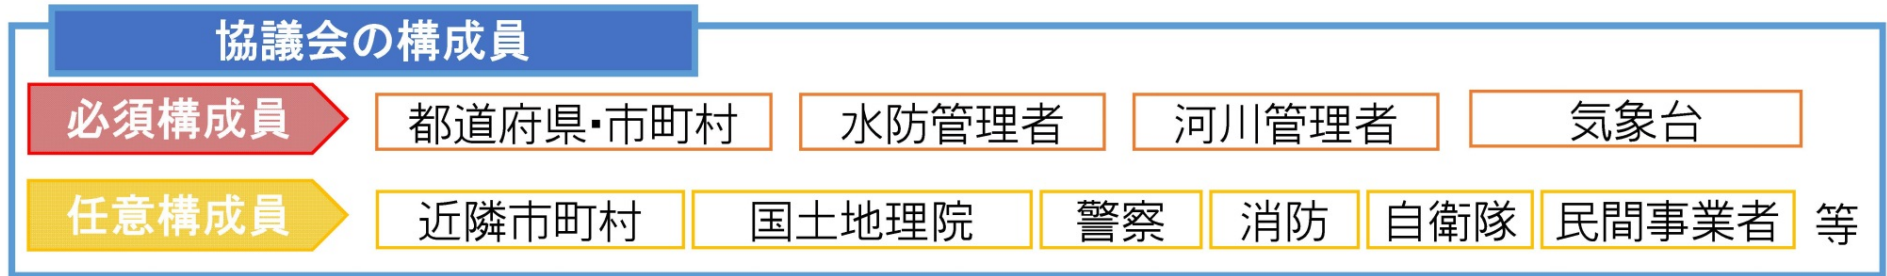 協議会の構成員
必須構成員 都道府県・市町村 水防管理者 河川管理者 気象台
任意構成員 近隣市町村 国土地理院 警察 消防 自衛隊 民間事業者 等